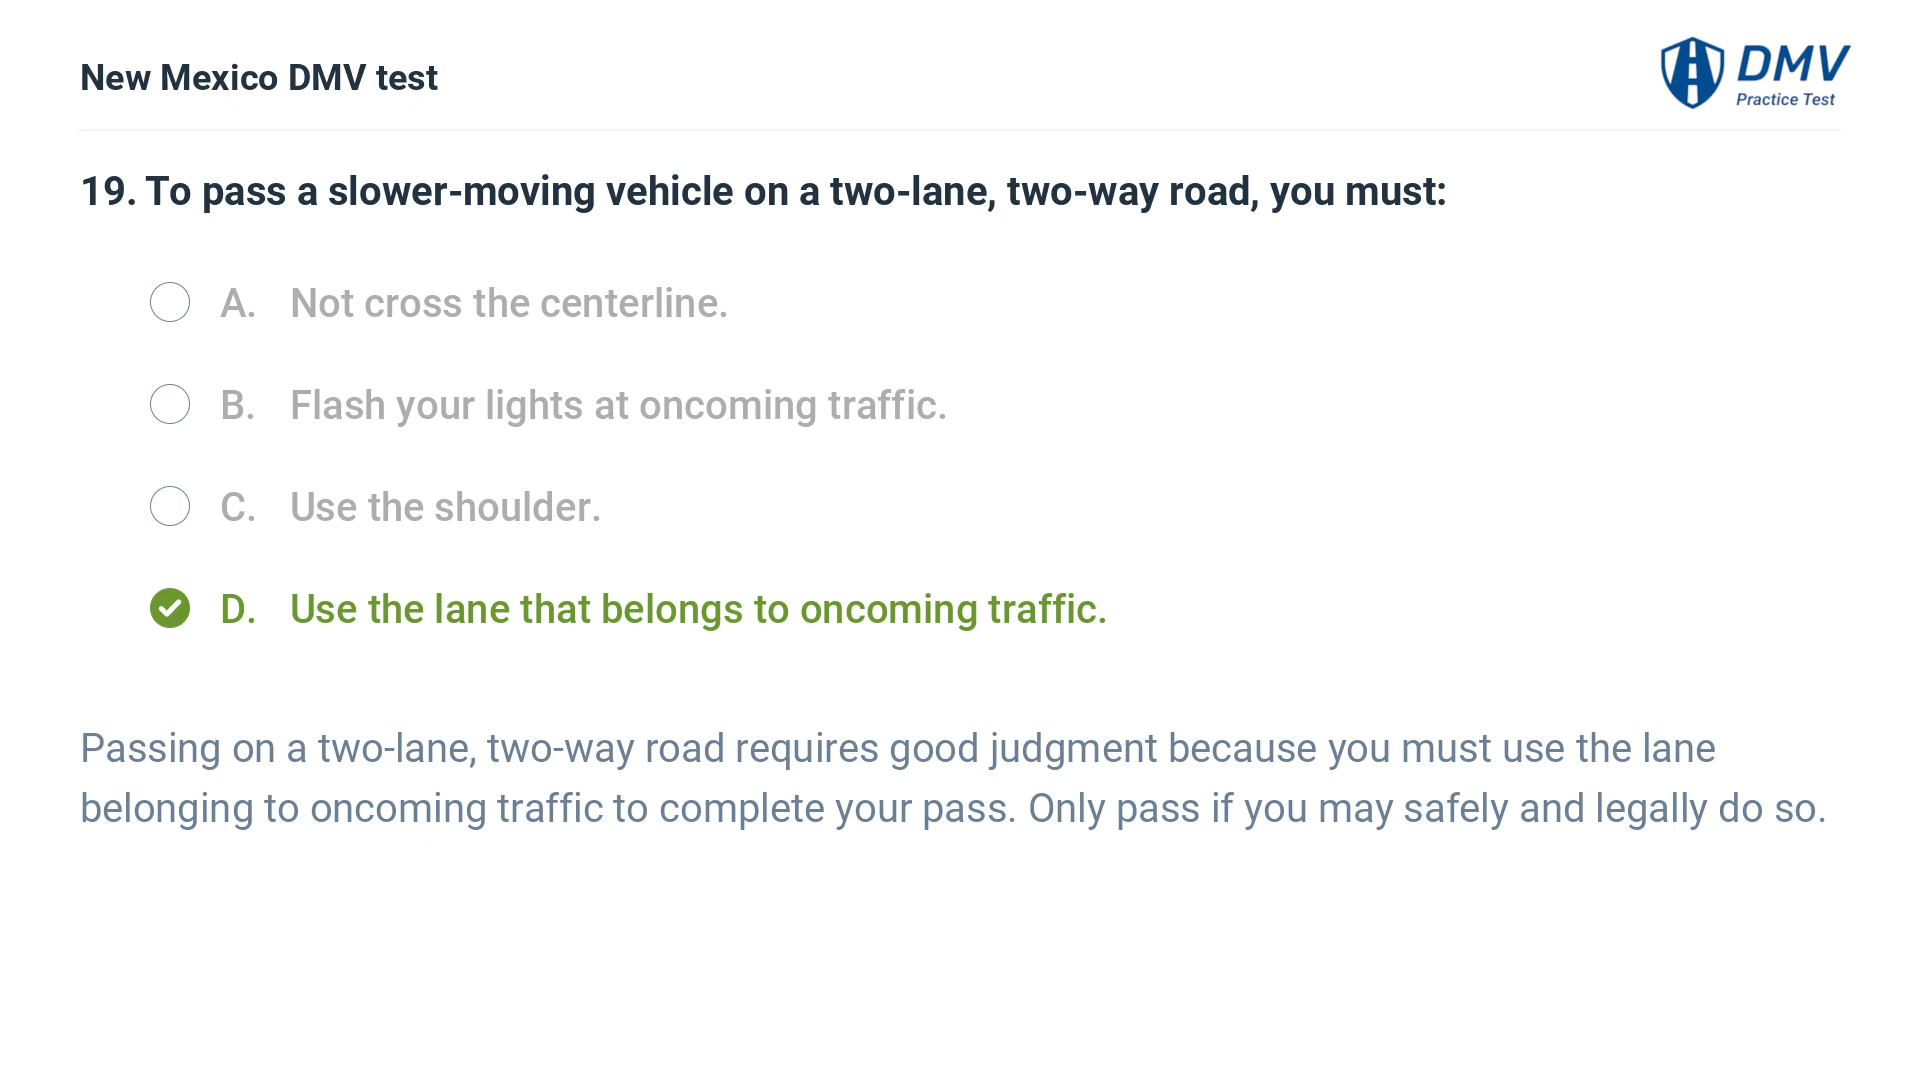 New Mexico DMV test
DMV
Practice Test
19. To pass a slower-moving vehicle on a two-lane, two-way road, you must:
A. Not cross the centerline.
B. Flash your lights at oncoming traffic.
C. Use the shoulder.
D. Use the lane that belongs to oncoming traffic.
Passing on a two-lane, two-way road requires good judgment because you must use the lane
belonging to oncoming traffic to complete your pass. Only pass if you may safely and legally do so.